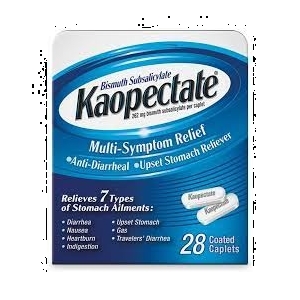 Bismuth Subsalicylate
Kaopectate®
262 mg bismuth subsalicylate per caplet
Multi-Symptom Relief
•Anti-Diarrheal •Upset Stomach Reliever
Relieves 7 Types
of Stomach Ailments:
• Diarrhea
• Nausea
• Heartburn
• Indigestion
• Upset Stomach
• Gas
• Travelers' Diarrhea
Kaopectate
Kaopectate
28 Coated
Caplets